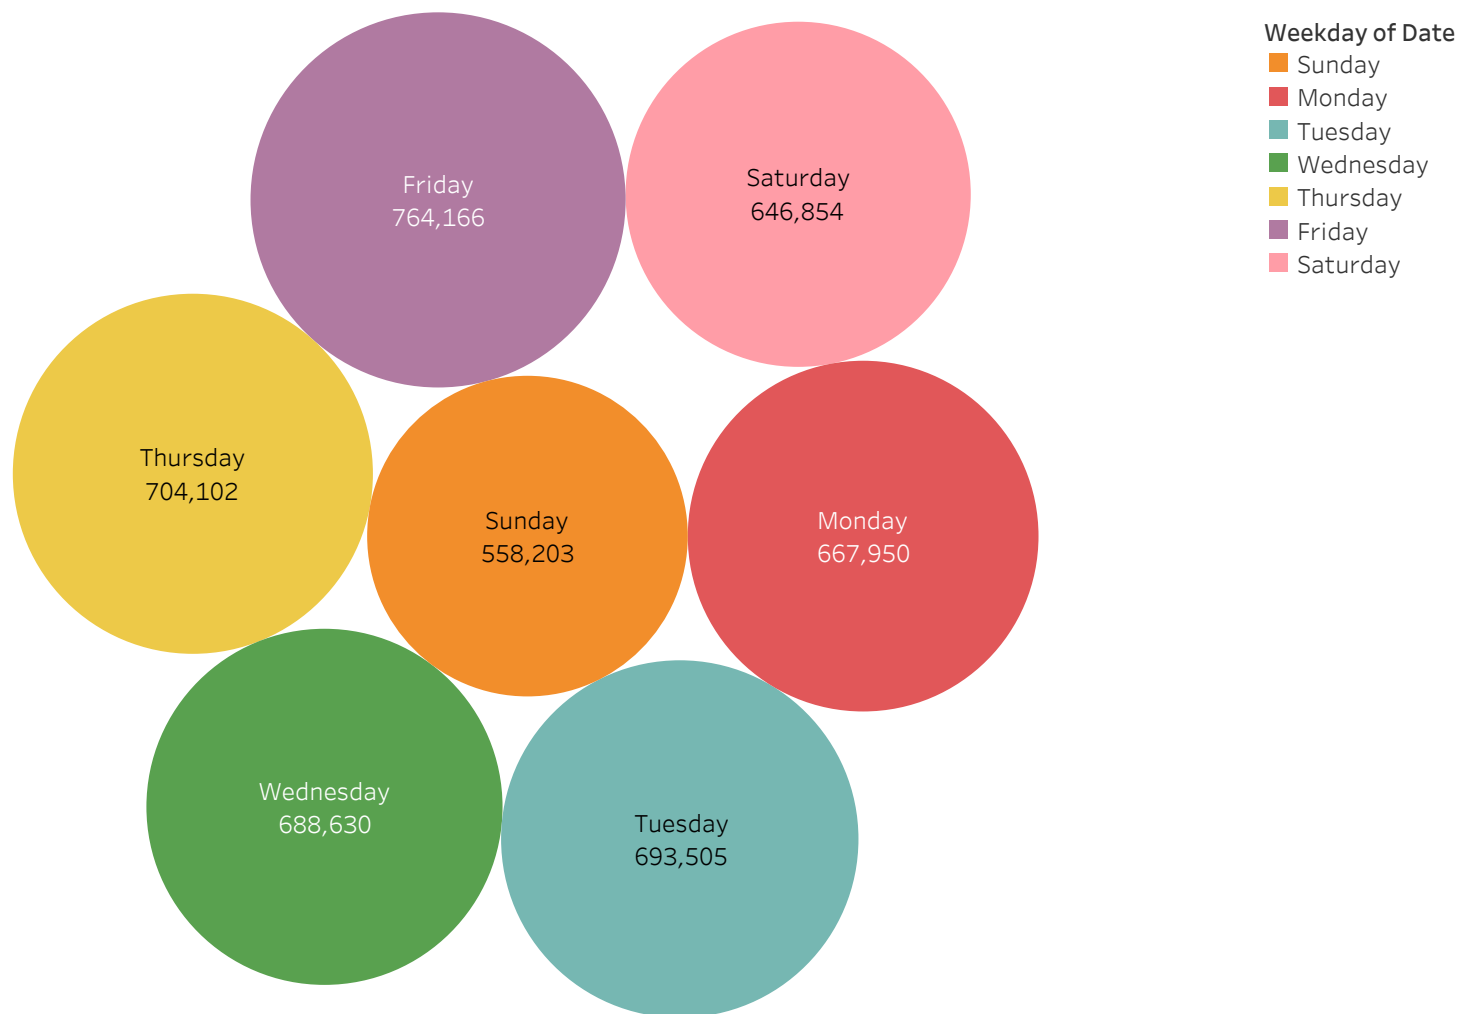 Friday
764,166
Saturday
646,854
Thursday
704,102
Sunday
558,203
Monday
667,950
Wednesday
688,630
Tuesday
693,505
Weekday of Date
Sunday
Monday
Tuesday
Wednesday
Thursday
Friday
Saturday